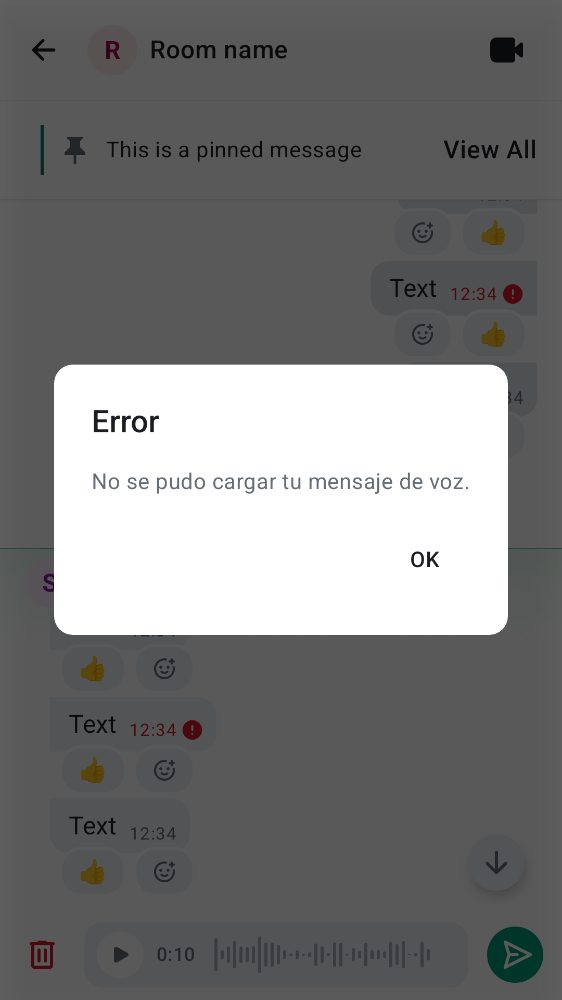 R Room name
This is a pinned message View All
Text 12:34
Error
No se pudo cargar tu mensaje de voz.
OK
S
Text 12:34
Text 12:34
0:10